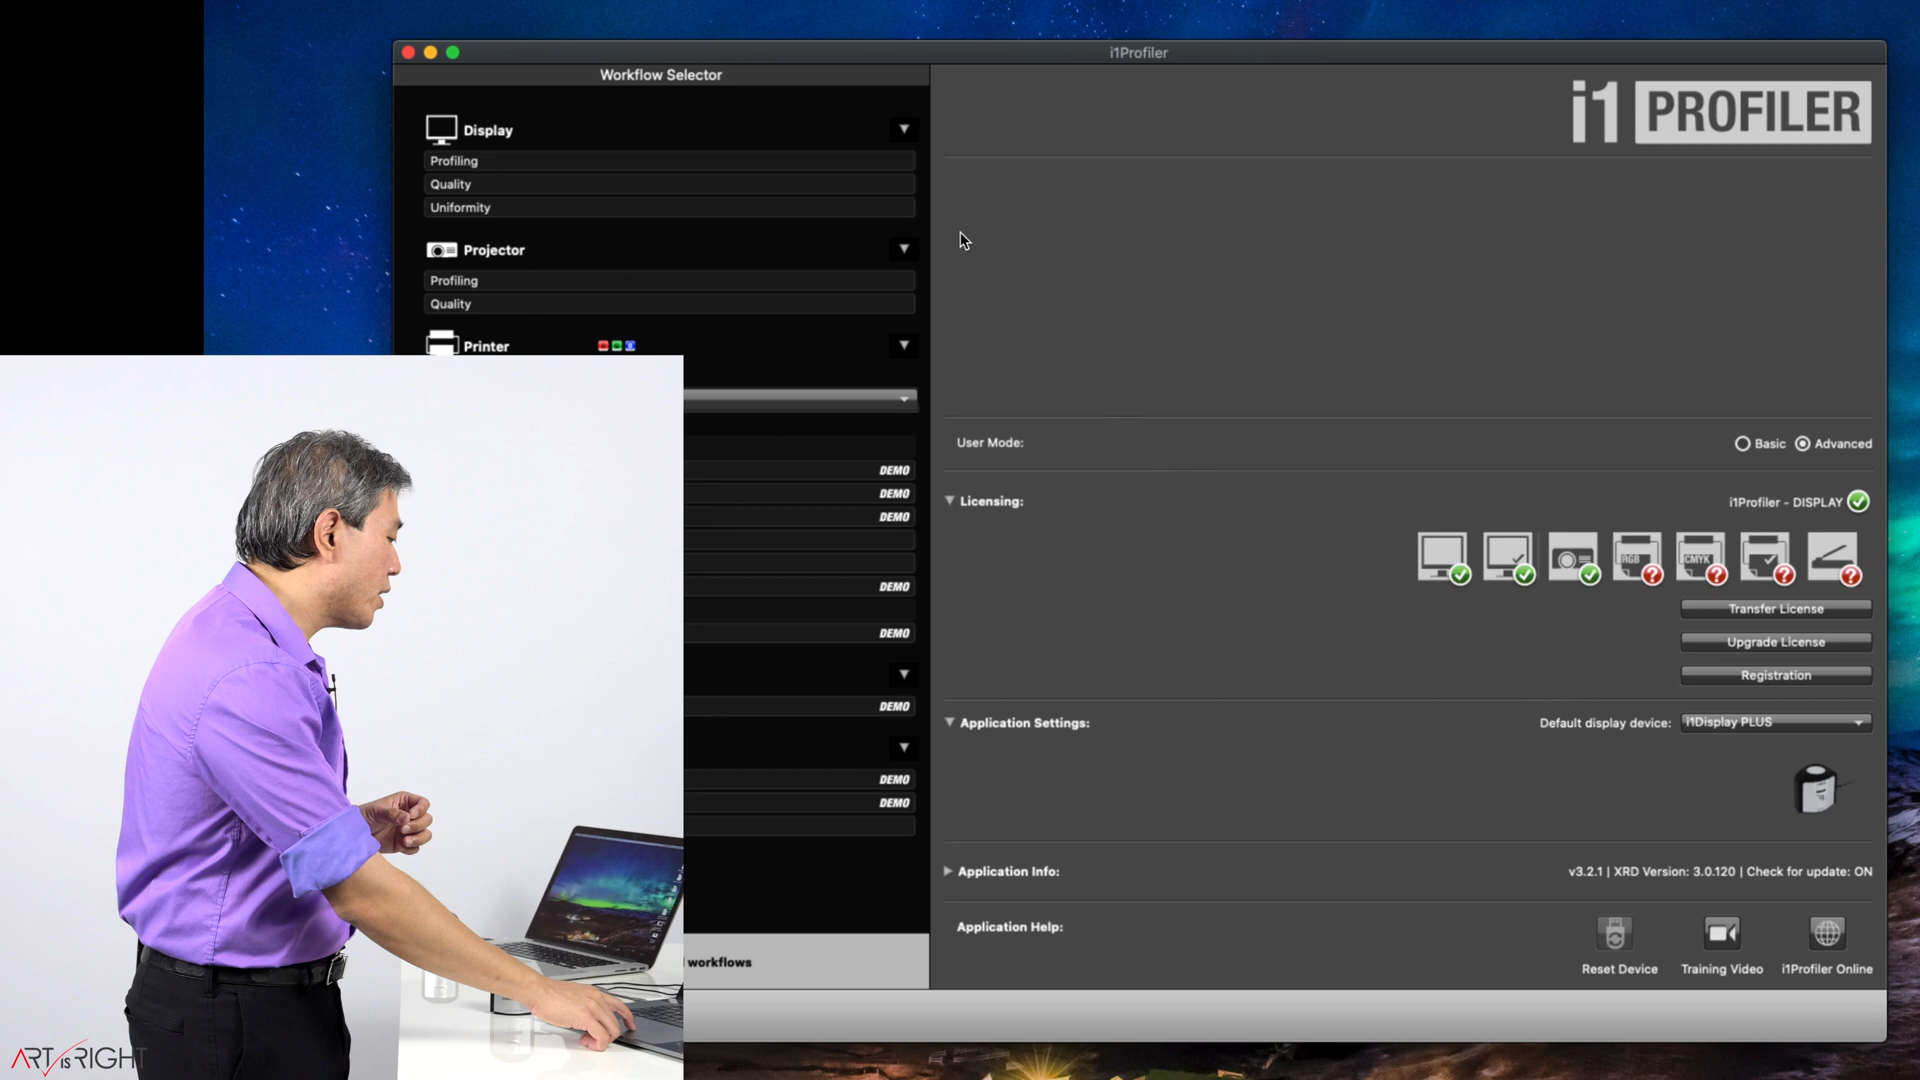 i1Profiler
Workflow Selector
i1 PROFILER
Display
Profiling
Quality
Uniformity
Projector
Profiling
Quality
Printer
User Mode:
Basic
Advanced
DEMO
DEMO
DEMO
Licensing:
i1Profiler - DISPLAY
RGB
CMYK
DEMO
Transfer License
DEMO
Upgrade License
Registration
DEMO
Application Settings:
Default display device:
i1Display PLUS
DEMO
DEMO
Application Info:
v3.2.1 | XRD Version: 3.0.120 | Check for update: ON
Application Help:
workflows
Reset Device
Training Video
i1Profiler Online
ART is RIGHT